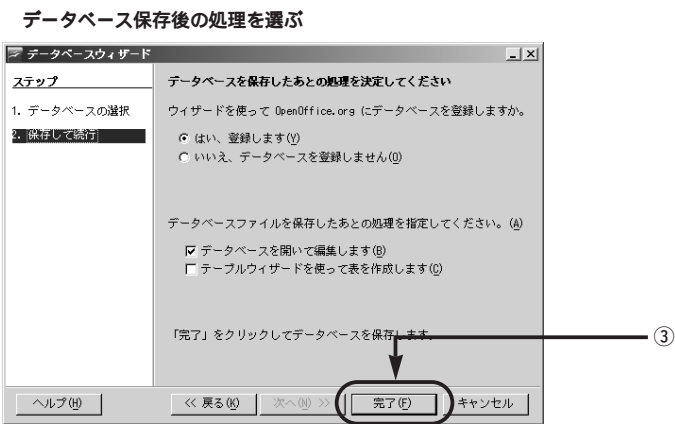 データベース保存後の処理を選ぶ
データベースウィザード
ステップ
1. データベースの選択
2. 保存して続行
データベースを保存したあとの処理を決定してください
ウィザードを使って OpenOffice.org にデータベースを登録しますか。
はい、登録します(Y)
いいえ、データベースを登録しません(O)
データベースファイルを保存したあとの処理を指定してください。(A)
データベースを開いて編集します(B)
テーブルウィザードを使って表を作成します(C)
「完了」をクリックしてデータベースを保存します。
③
ヘルプ(H)
<< 戻る(K)
次へ(N) >>
完了(F)
キャンセル